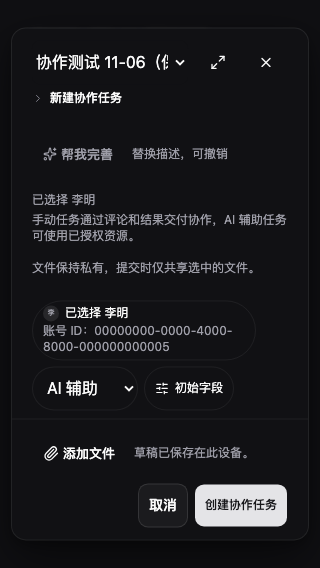 协作测试 11-06（
新建协作任务
帮我完善 替换描述，可撤销
已选择 李明
手动任务通过评论和结果交付协作，AI 辅助任务
可使用已授权资源。
文件保持私有，提交时仅共享选中的文件。
李 已选择 李明
账号 ID：00000000-0000-4000-
8000-000000000005
AI 辅助 初始字段
添加文件 草稿已保存在此设备。
取消 创建协作任务